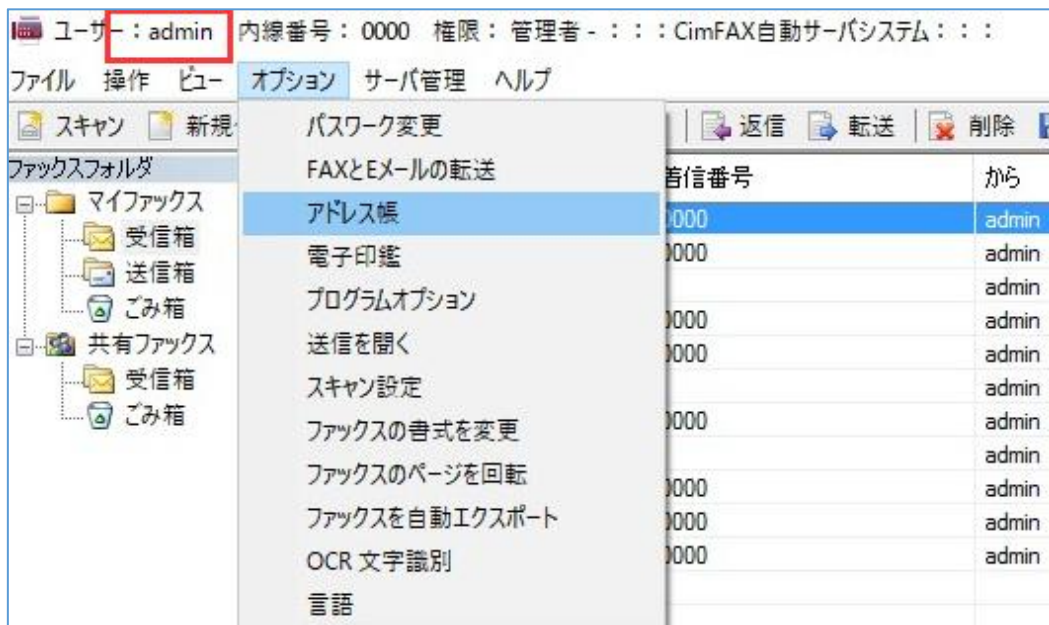 ユーザー：admin 内線番号： 0000 権限： 管理者 - ：：：CimFAX自動サーバシステム：：：
ファイル 操作 ビュー オプション サーバ管理 ヘルプ
スキャン 新規 返信 転送 削除
ファックスフォルダ
マイファックス
受信箱
送信箱
ごみ箱
共有ファックス
受信箱
ごみ箱
パスワーク変更
FAXとEメールの転送
アドレス帳
電子印鑑
プログラムオプション
送信を開く
スキャン設定
ファックスの書式を変更
ファックスのページを回転
ファックスを自動エクスポート
OCR 文字識別
言語
着信番号 から
0000 admin
0000 admin
admin
0000 admin
0000 admin
admin
0000 admin
admin
0000 admin
0000 admin
0000 admin